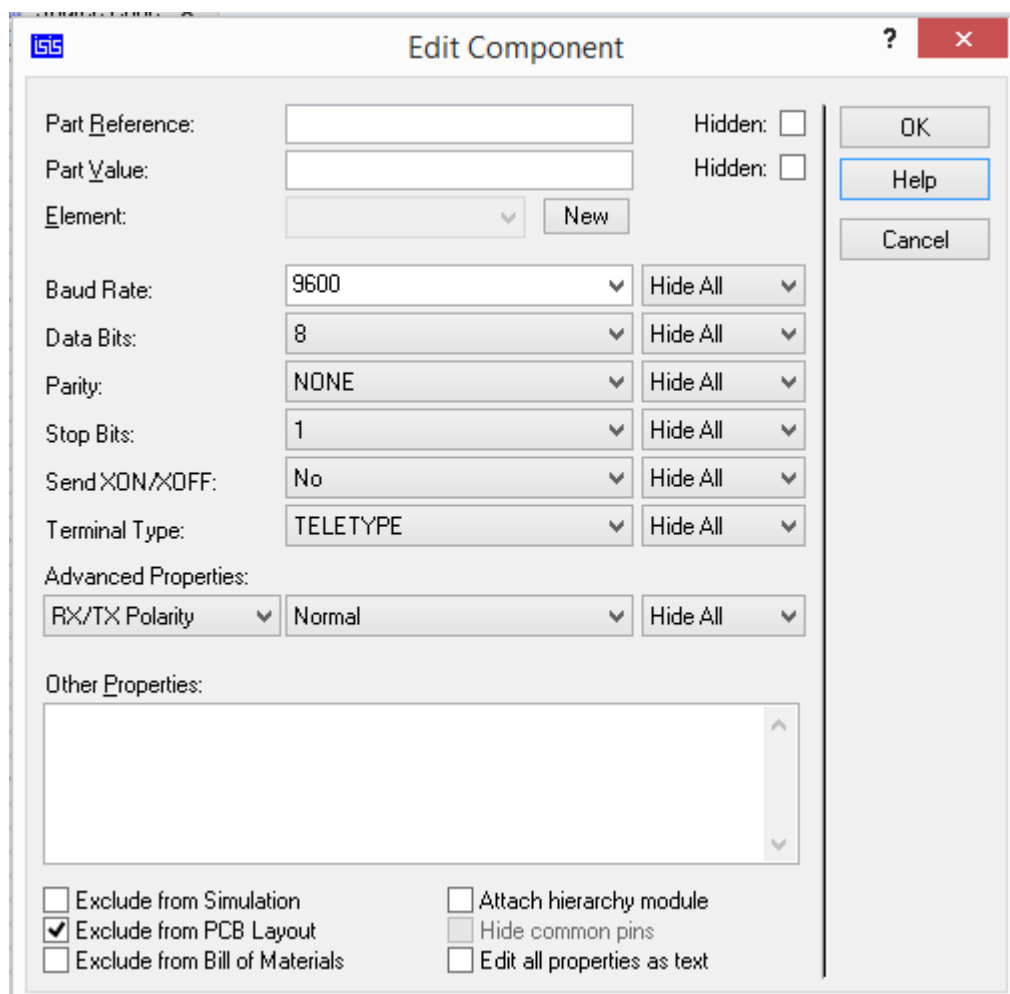 isis Edit Component ?
Part Reference: Hidden:
Part Value: Hidden:
Element: New
Baud Rate: 9600 Hide All
Data Bits: 8 Hide All
Parity: NONE Hide All
Stop Bits: 1 Hide All
Send XON/XOFF: No Hide All
Terminal Type: TELETYPE Hide All
Advanced Properties:
RX/TX Polarity Normal Hide All
Other Properties:
Exclude from Simulation Attach hierarchy module
Exclude from PCB Layout Hide common pins
Exclude from Bill of Materials Edit all properties as text
OK
Help
Cancel